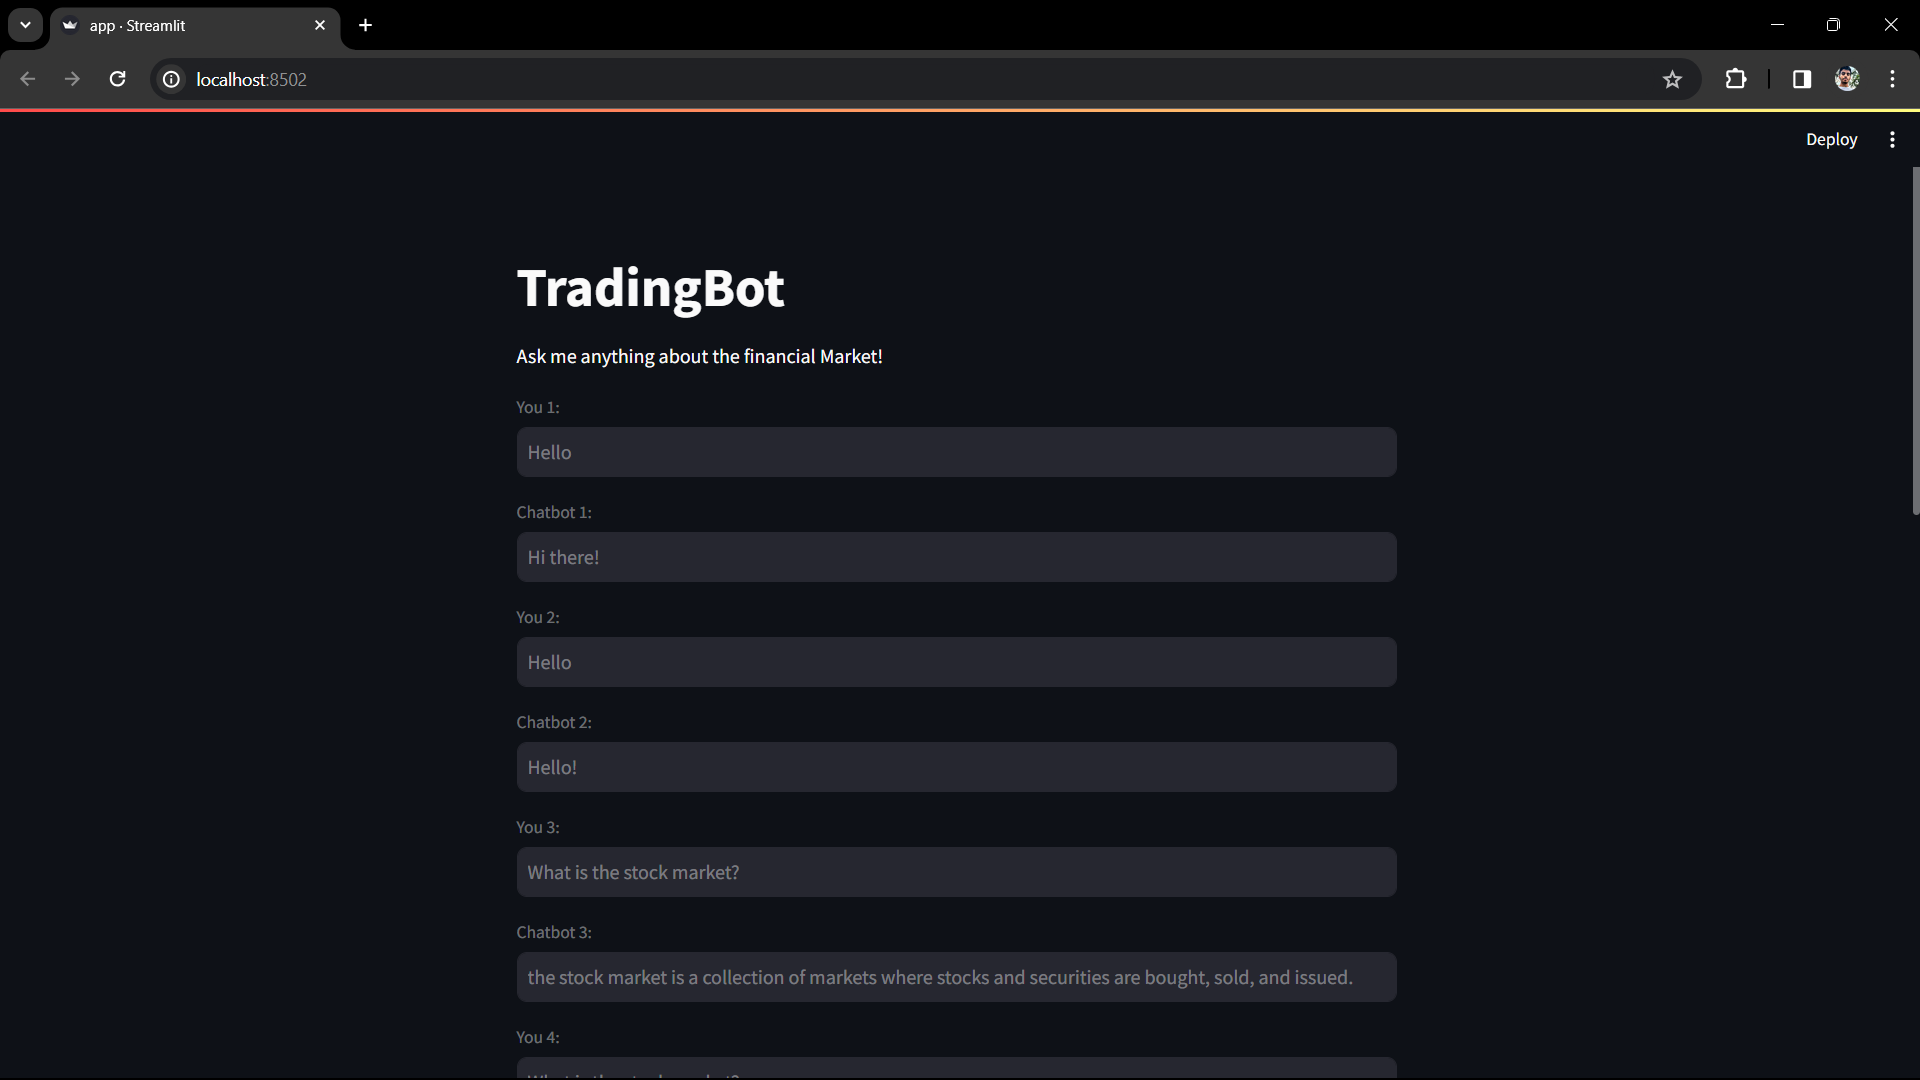 app · Streamlit
localhost:8502
Deploy
TradingBot
Ask me anything about the financial Market!
You 1:
Hello
Chatbot 1:
Hi there!
You 2:
Hello
Chatbot 2:
Hello!
You 3:
What is the stock market?
Chatbot 3:
the stock market is a collection of markets where stocks and securities are bought, sold, and issued.
You 4: